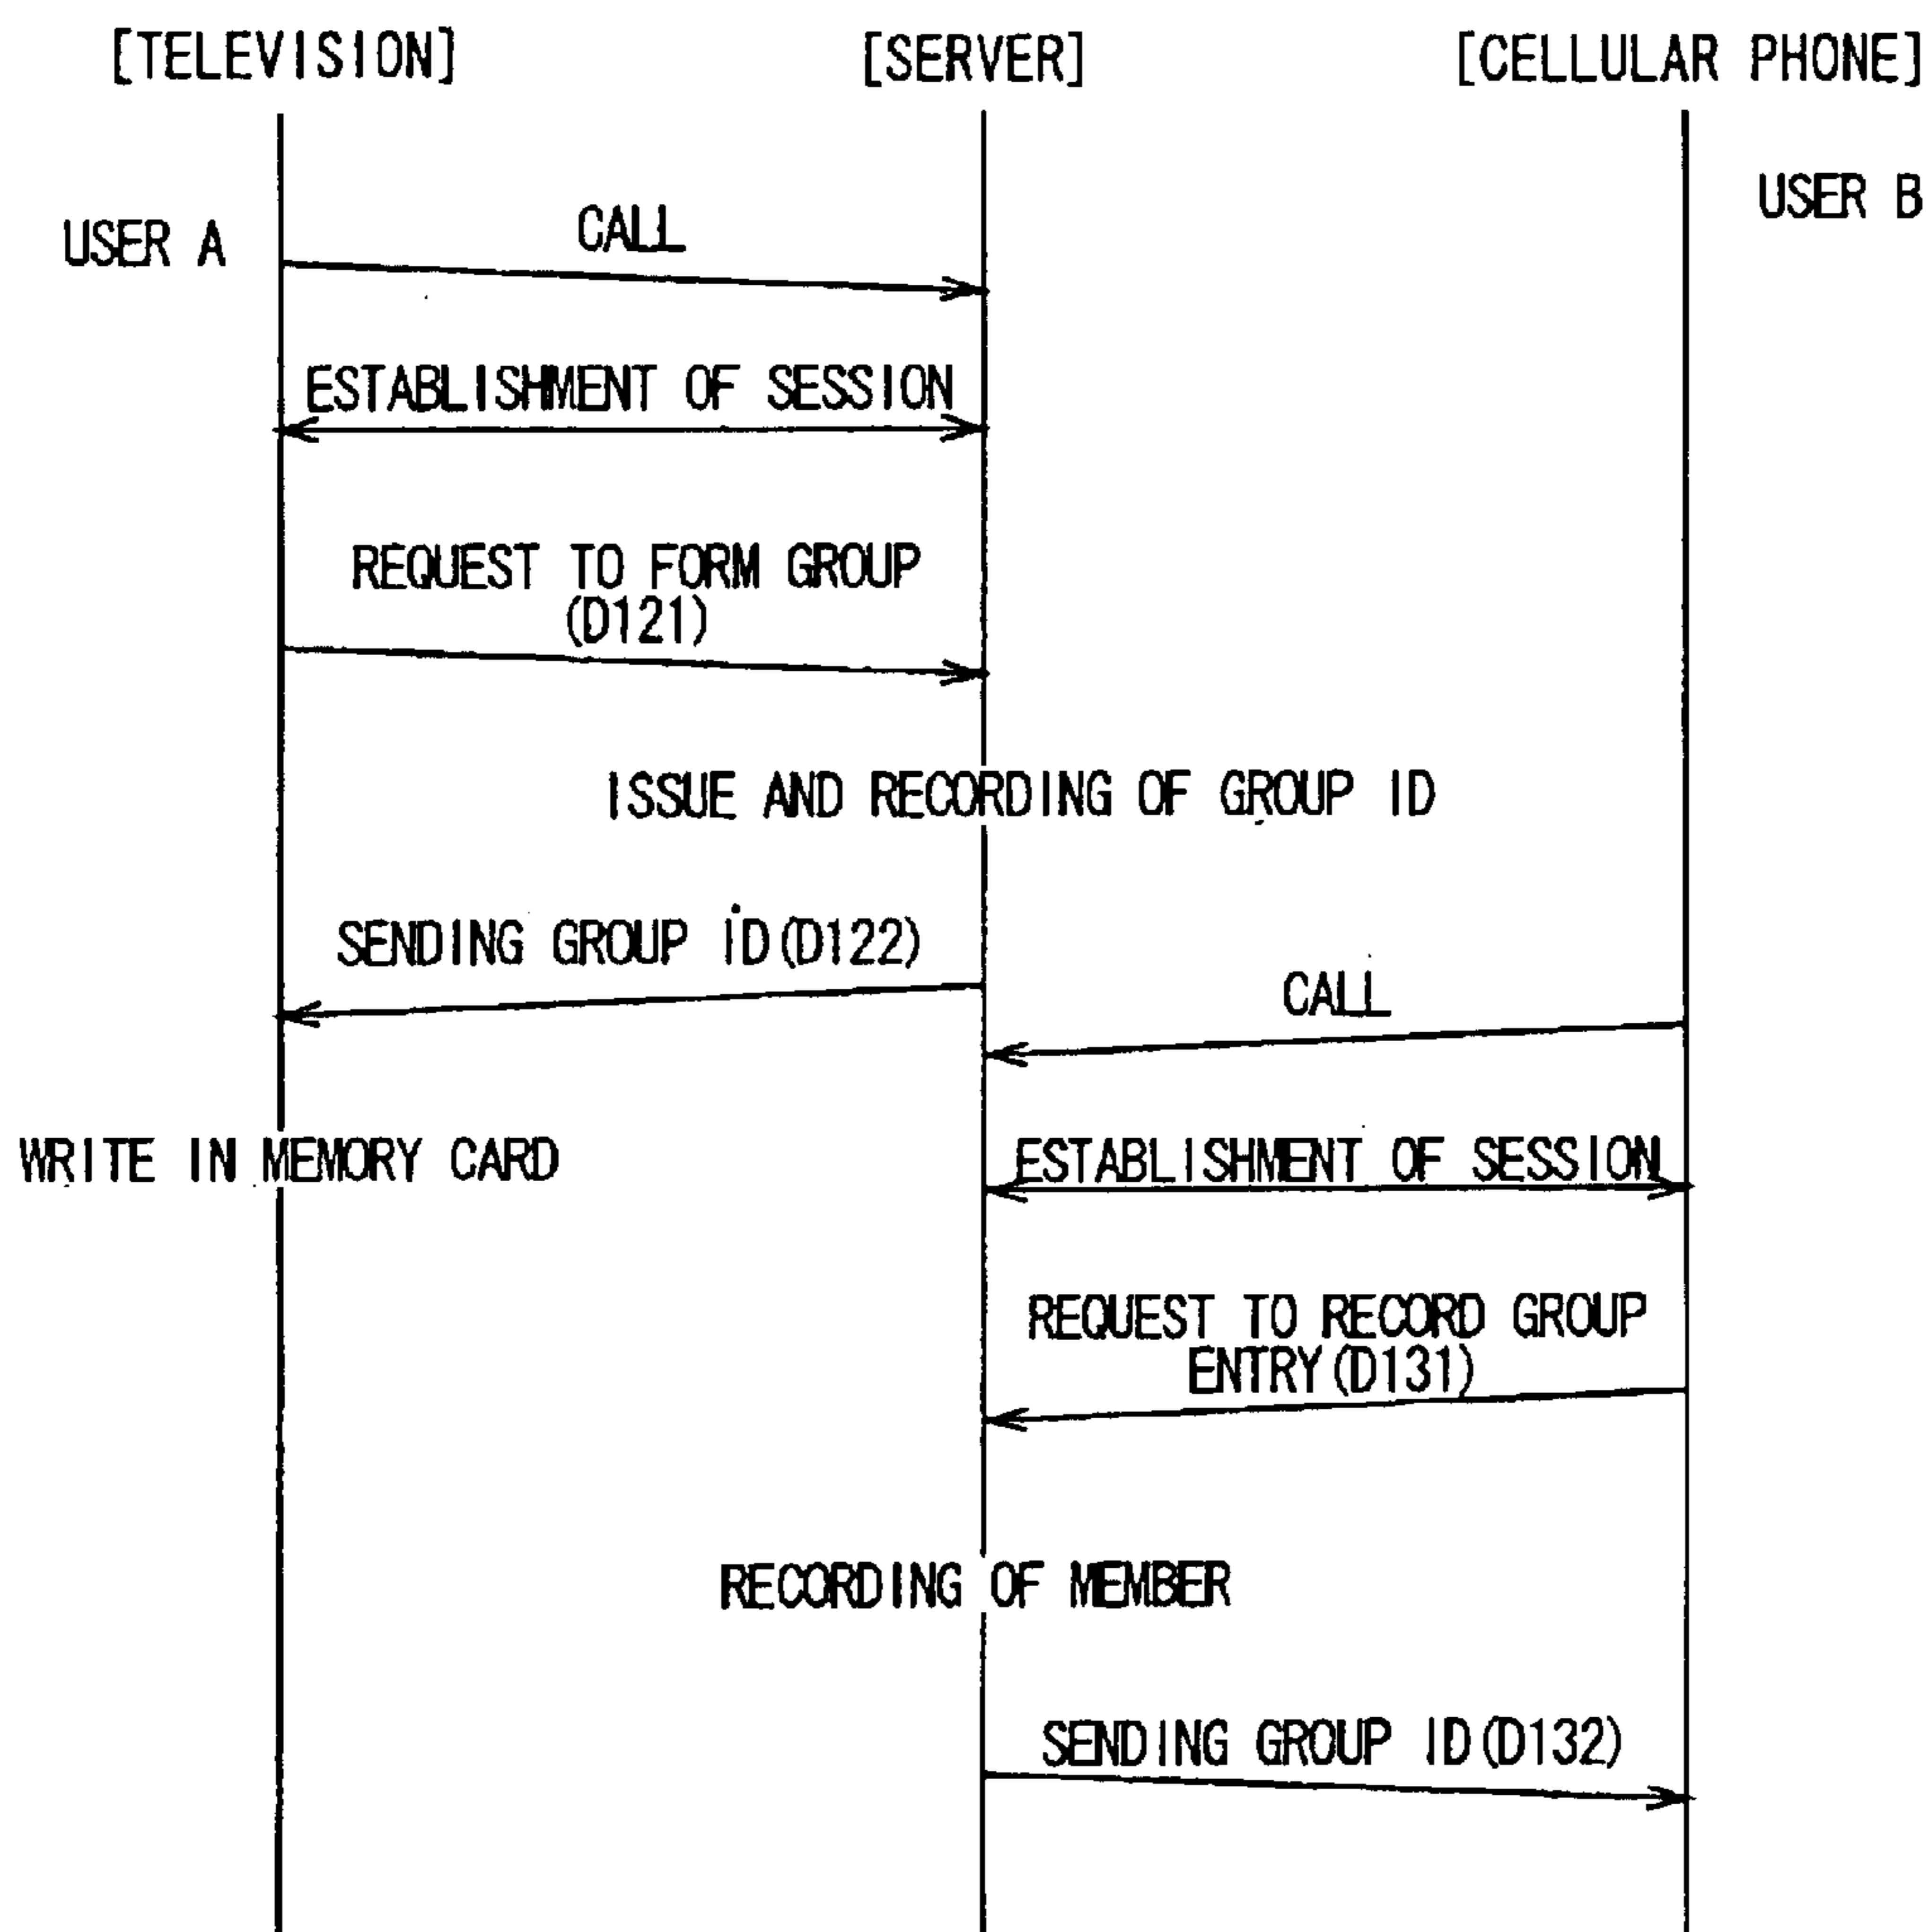 [TELEVISION]
[SERVER]
[CELLULAR PHONE]
USER B
USER A
CALL
ESTABLISHMENT OF SESSION
REQUEST TO FORM GROUP
(D121)
ISSUE AND RECORDING OF GROUP ID
SENDING GROUP ID(D122)
CALL
WRITE IN MEMORY CARD
ESTABLISHMENT OF SESSION
REQUEST TO RECORD GROUP
ENTRY(D131)
RECORDING OF MEMBER
SENDING GROUP ID(D132)